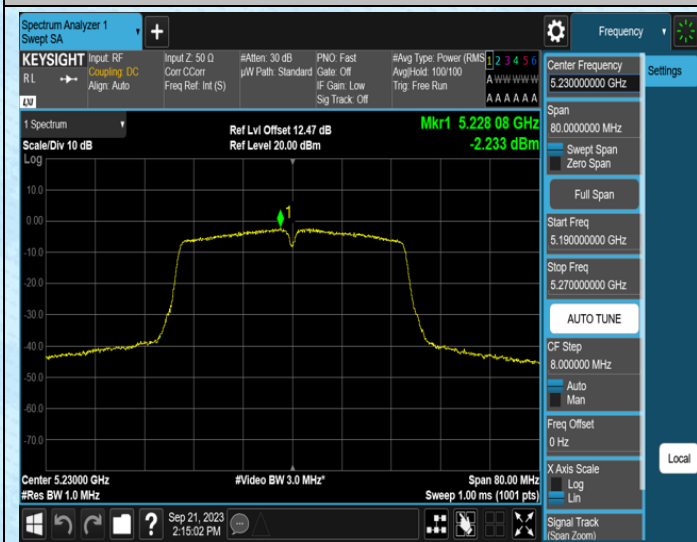 Spectrum Analyzer 1
Swept SA
+
Frequency
KEYSIGHT
RL
LXI
Input: RF
Coupling: DC
Align: Auto
Input Z: 50 Ω
Corr CCorr
Freq Ref: Int (S)
#Atten: 30 dB
µW Path: Standard
PNO: Fast
Gate: Off
IF Gain: Low
Sig Track: Off
#Avg Type: Power (RMS
Avg|Hold: 100/100
Trig: Free Run
1 2 3 4 5 6
A W W W W W
A A A A A A
1 Spectrum
Scale/Div 10 dB
Log
Ref Lvl Offset 12.47 dB
Ref Level 20.00 dBm
Mkr1 5.228 08 GHz
-2.233 dBm
10.0
0.00
-10.0
-20.0
-30.0
-40.0
-50.0
-60.0
-70.0
1
Center 5.23000 GHz
#Res BW 1.0 MHz
#Video BW 3.0 MHz*
Span 80.00 MHz
Sweep 1.00 ms (1001 pts)
?
Sep 21, 2023
2:15:02 PM
Center Frequency
5.230000000 GHz
Span
80.0000000 MHz
Swept Span
Zero Span
Full Span
Start Freq
5.190000000 GHz
Stop Freq
5.270000000 GHz
AUTO TUNE
CF Step
8.000000 MHz
Auto
Man
Freq Offset
0 Hz
X Axis Scale
Log
Lin
Signal Track
(Span Zoom)
Settings
Local